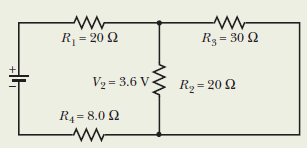 R₁ = 20 Ω
R₃ = 30 Ω
+
V₂ = 3.6 V
R₂ = 20 Ω
–
R₄ = 8.0 Ω